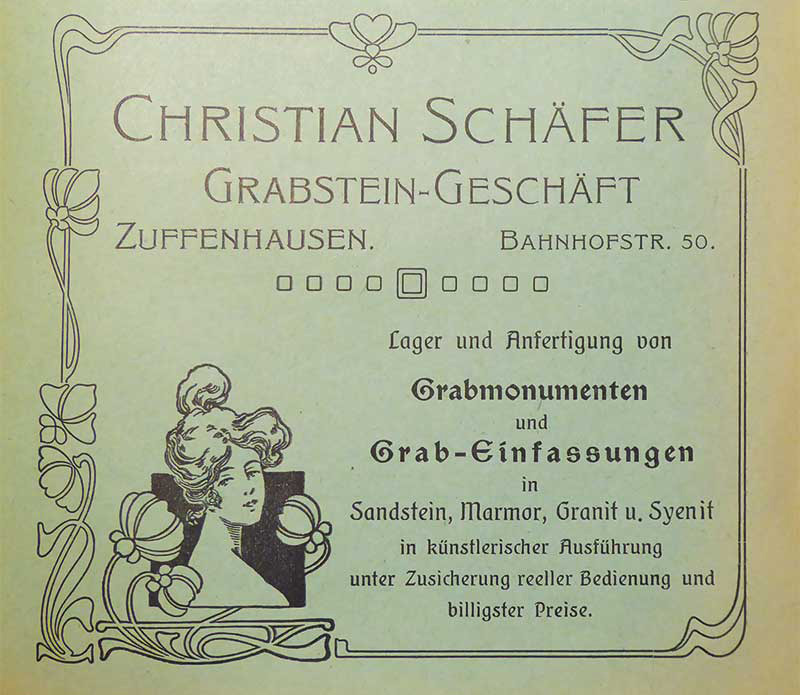 CHRISTIAN SCHÄFER
GRABSTEIN-GESCHÄFT
ZUFFENHAUSEN. BAHNHOFSTR. 50.
Lager und Anfertigung von
Grabmonumenten
und
Grab-Einfassungen
in
Sandstein, Marmor, Granit u. Syenit
in künstlerischer Ausführung
unter Zusicherung reeller Bedienung und
billigster Preise.